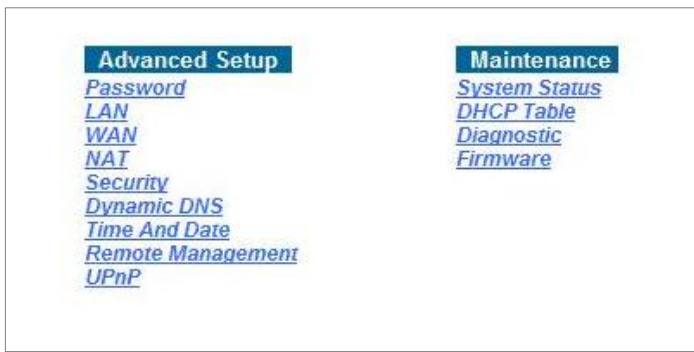 Advanced Setup
Password
LAN
WAN
NAT
Security
Dynamic DNS
Time And Date
Remote Management
UPnP
Maintenance
System Status
DHCP Table
Diagnostic
Firmware